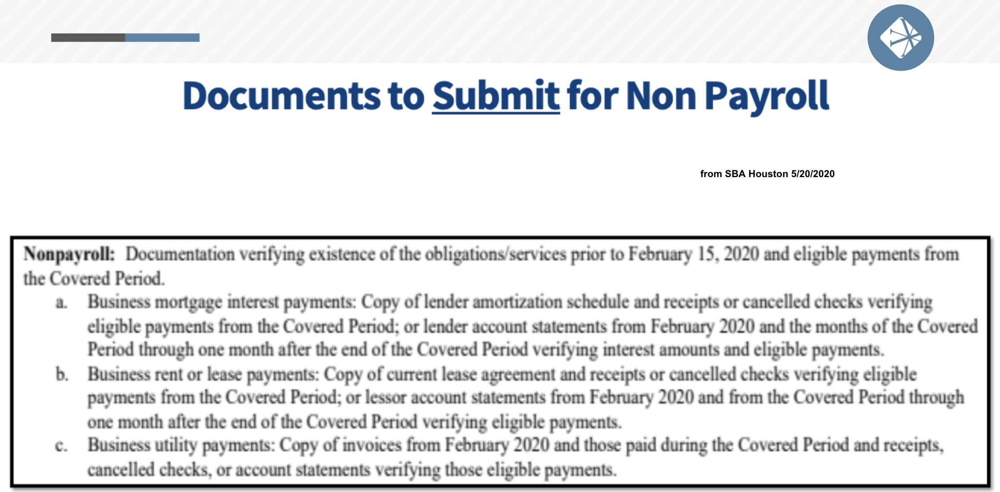 Documents to Submit for Non Payroll
from SBA Houston 5/20/2020
Nonpayroll: Documentation verifying existence of the obligations/services prior to February 15, 2020 and eligible payments from
the Covered Period.
a. Business mortgage interest payments: Copy of lender amortization schedule and receipts or cancelled checks verifying
eligible payments from the Covered Period; or lender account statements from February 2020 and the months of the Covered
Period through one month after the end of the Covered Period verifying interest amounts and eligible payments.
b. Business rent or lease payments: Copy of current lease agreement and receipts or cancelled checks verifying eligible
payments from the Covered Period; or lessor account statements from February 2020 and from the Covered Period through
one month after the end of the Covered Period verifying eligible payments.
c. Business utility payments: Copy of invoices from February 2020 and those paid during the Covered Period and receipts,
cancelled checks, or account statements verifying those eligible payments.